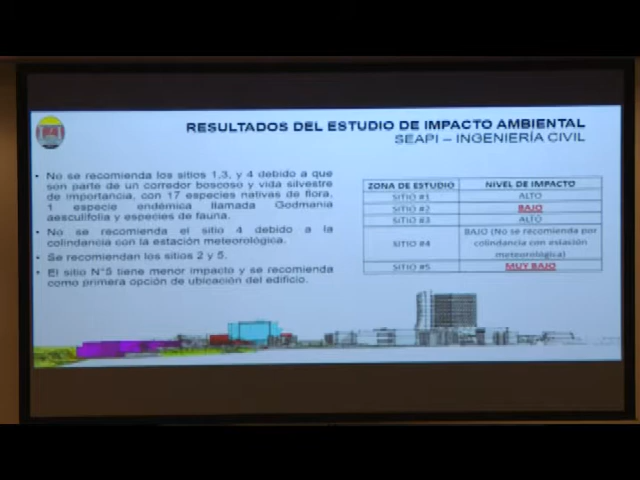 RESULTADOS DEL ESTUDIO DE IMPACTO AMBIENTAL
SEAPI – INGENIERÍA CIVIL
• No se recomienda los sitios 1,3, y 4 debido a que
son parte de un corredor boscoso y vida silvestre
de importancia, con 17 especies nativas de flora,
1 especie endémica llamada Godmania
aesculifolia y especies de fauna.
• No se recomienda el sitio 4 debido a la
colindancia con la estación meteorológica.
• Se recomiendan los sitios 2 y 5.
• El sitio N°5 tiene menor impacto y se recomienda
como primera opción de ubicación del edificio.
ZONA DE ESTUDIO NIVEL DE IMPACTO
SITIO #1 ALTO
SITIO #2 BAJO
SITIO #3 ALTO
SITIO #4 BAJO (No se recomienda por
colindancia con estación
meteorológica)
SITIO #5 MUY BAJO